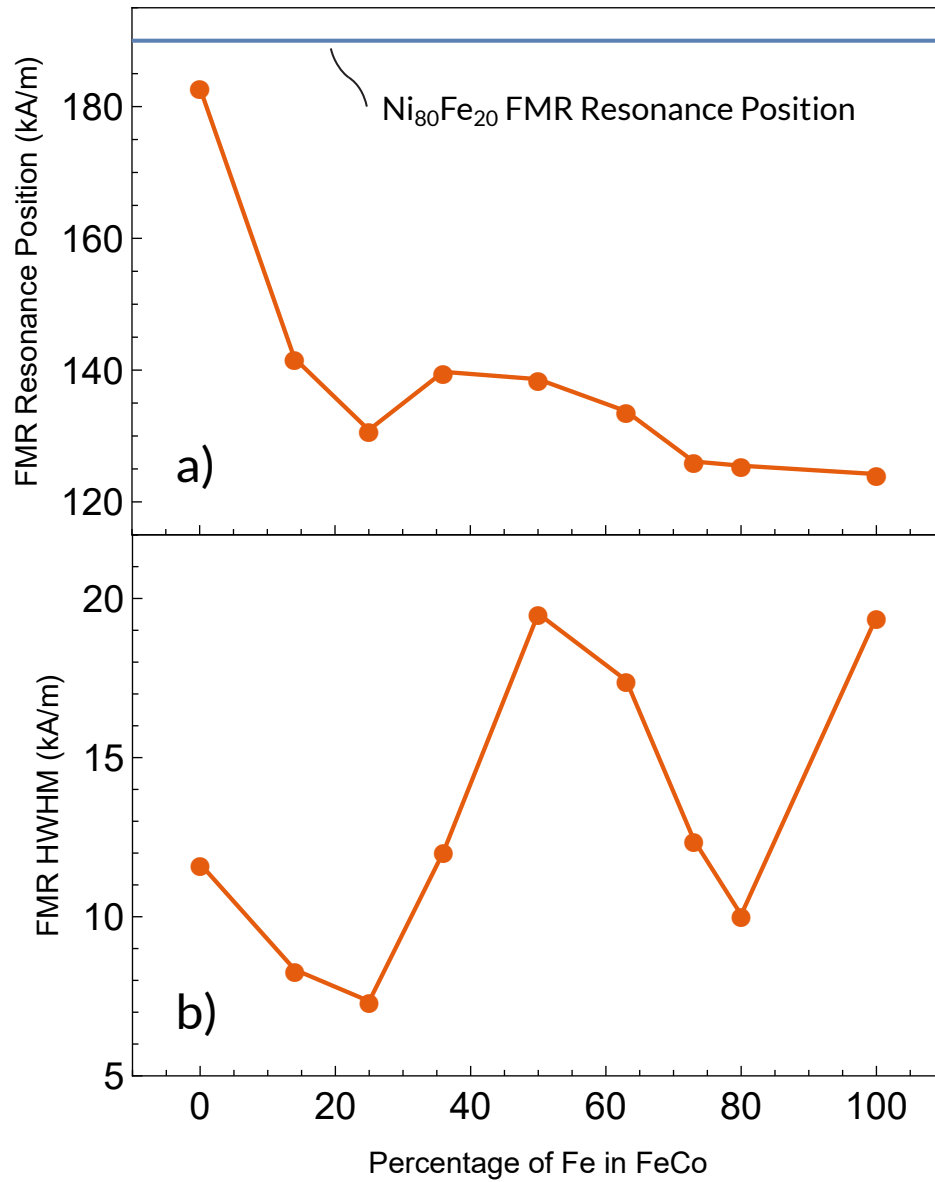 FMR Resonance Position (kA/m)
180
160
140
120
Ni₈₀Fe₂₀ FMR Resonance Position
a)
FMR HWHM (kA/m)
20
15
10
5
b)
0 20 40 60 80 100
Percentage of Fe in FeCo